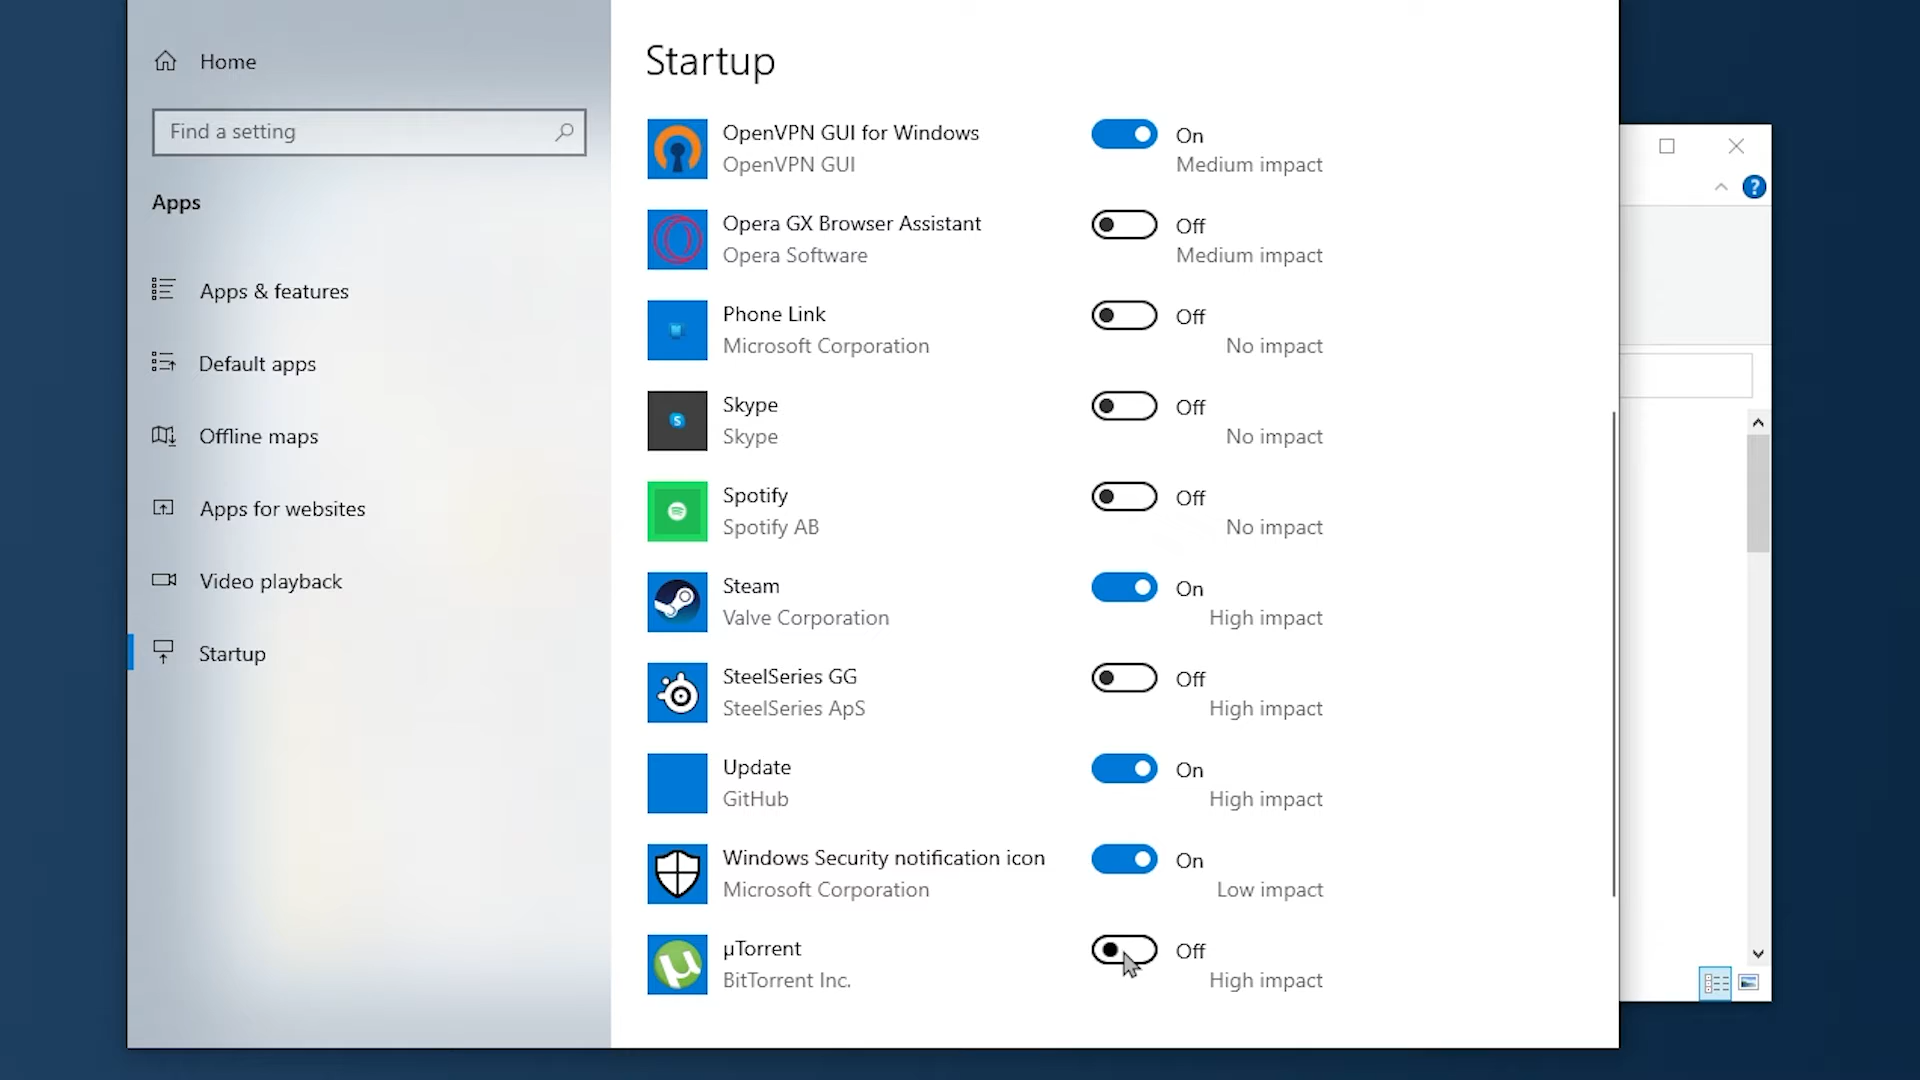 Home
Find a setting
Apps
Apps & features
Default apps
Offline maps
Apps for websites
Video playback
Startup
Startup
OpenVPN GUI for Windows
OpenVPN GUI
On
Medium impact
Opera GX Browser Assistant
Opera Software
Off
Medium impact
Phone Link
Microsoft Corporation
Off
No impact
Skype
Skype
Off
No impact
Spotify
Spotify AB
Off
No impact
Steam
Valve Corporation
On
High impact
SteelSeries GG
SteelSeries ApS
Off
High impact
Update
GitHub
On
High impact
Windows Security notification icon
Microsoft Corporation
On
Low impact
µTorrent
BitTorrent Inc.
Off
High impact